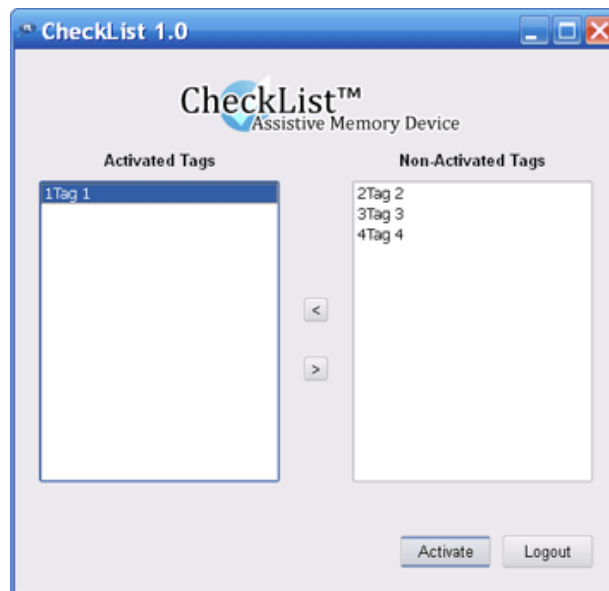 CheckList 1.0
CheckList™
Assistive Memory Device
Activated Tags
Non-Activated Tags
1Tag 1
2Tag 2
3Tag 3
4Tag 4
<
>
Activate
Logout